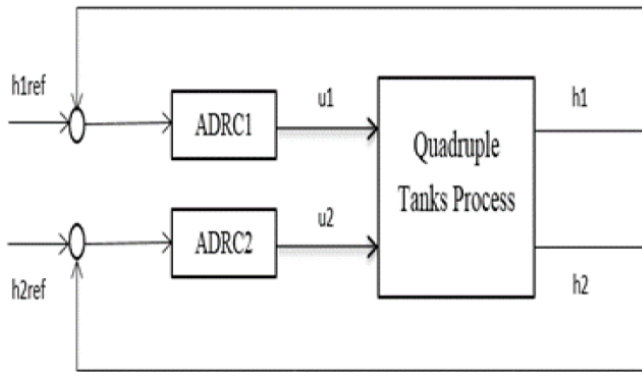 h1ref
ADRC1
u1
Quadruple
Tanks Process
h1
h2ref
ADRC2
u2
h2